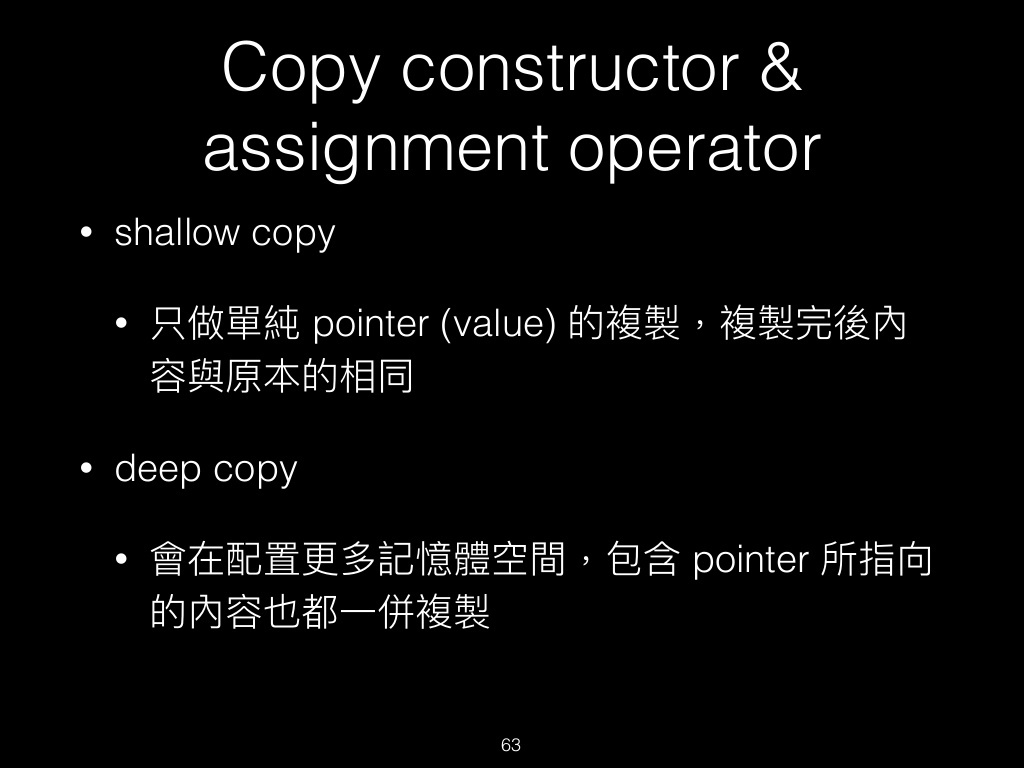 Copy constructor &
assignment operator
• shallow copy
• 只做單純 pointer (value) 的複製，複製完後內
容與原本的相同
• deep copy
• 會在配置更多記憶體空間，包含 pointer 所指向
的內容也都一併複製
63